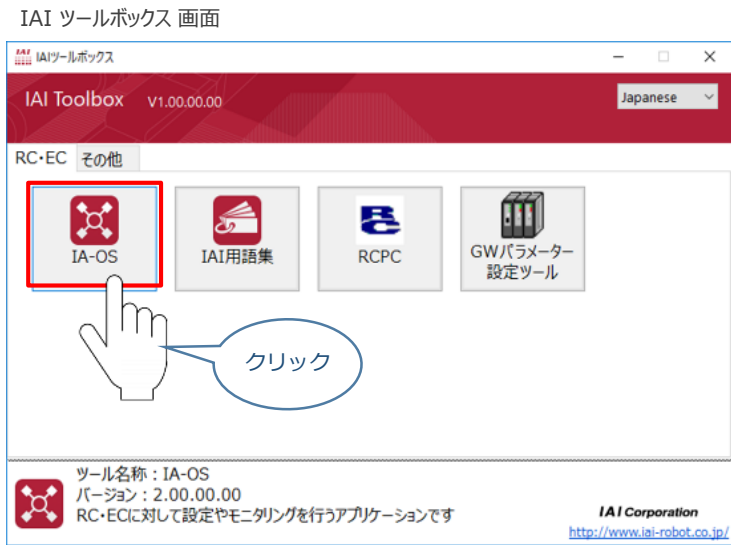 IAI ツールボックス 画面
IAIツールボックス
IAI Toolbox V1.00.00.00
Japanese
RC・EC その他
IA-OS
IAI用語集
RCPC
GWパラメーター
設定ツール
クリック
ツール名称：IA-OS
バージョン：2.00.00.00
RC・ECに対して設定やモニタリングを行うアプリケーションです
IAI Corporation
http://www.iai-robot.co.jp/